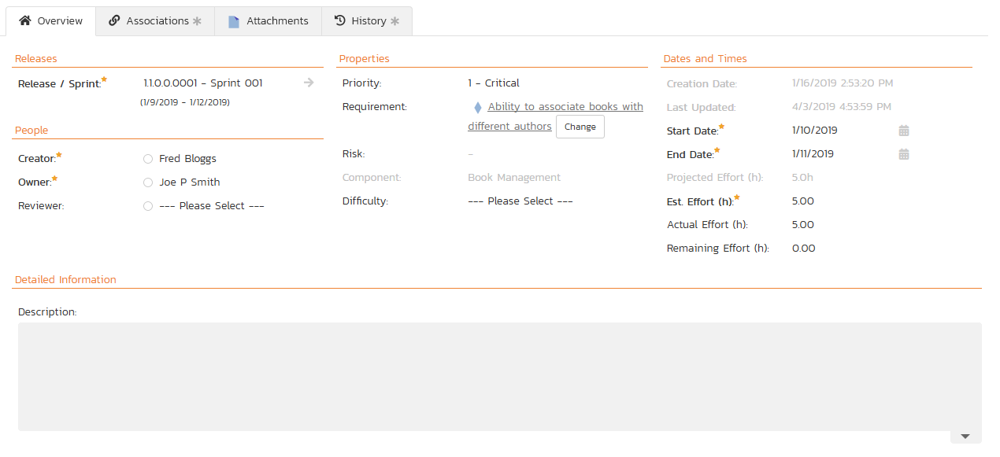 Overview
Associations
Attachments
History
Releases
Release / Sprint:
1.1.0.0.0001 - Sprint 001
(1/9/2019 - 1/12/2019)
People
Creator:
Fred Bloggs
Owner:
Joe P Smith
Reviewer:
--- Please Select ---
Properties
Priority:
1 - Critical
Requirement:
Ability to associate books with
different authors Change
Risk:
-
Component:
Book Management
Difficulty:
--- Please Select ---
Dates and Times
Creation Date:
1/16/2019 2:53:20 PM
Last Updated:
4/3/2019 4:53:59 PM
Start Date:
1/10/2019
End Date:
1/11/2019
Projected Effort (h):
5.0h
Est. Effort (h):
5.00
Actual Effort (h):
5.00
Remaining Effort (h):
0.00
Detailed Information
Description: